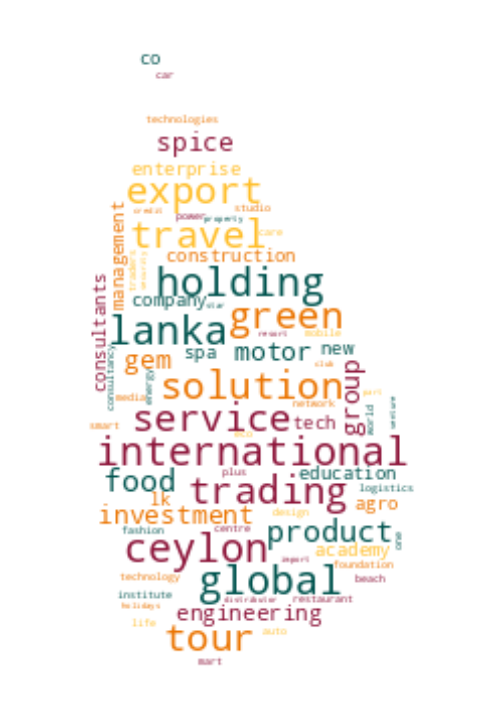 co
car
technologies
spice
enterprise
export
management
credit
studio
power
property
travel
care
traders
security
construction
consultants
holding
company
star
lanka
green
resort
mobile
consultancy
gem
spa
motor
new
club
energy
solution
group
part
media
network
world
venture
service
tech
smart
eco
international
plus
education
food
trading
logistics
lk
agro
investment
design
fashion
centre
product
one
ceylon
academy
import
foundation
technology
global
beach
institute
distributor
restaurant
holidays
engineering
life
tour
auto
mart